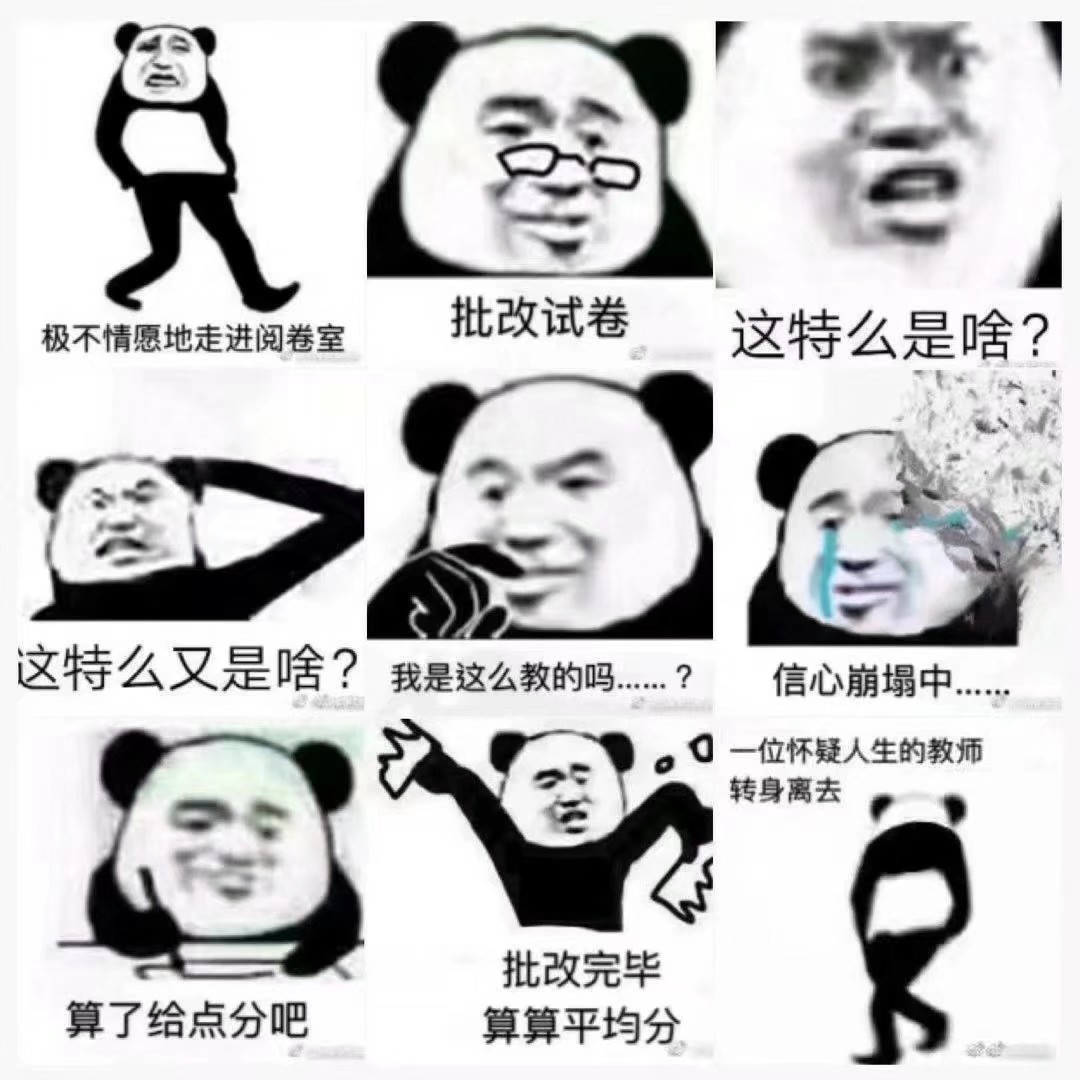 极不情愿地走进阅卷室
批改试卷
这特么是啥？
这特么又是啥？
我是这么教的吗......？
信心崩塌中......
算了给点分吧
批改完毕
算算平均分
一位怀疑人生的教师
转身离去